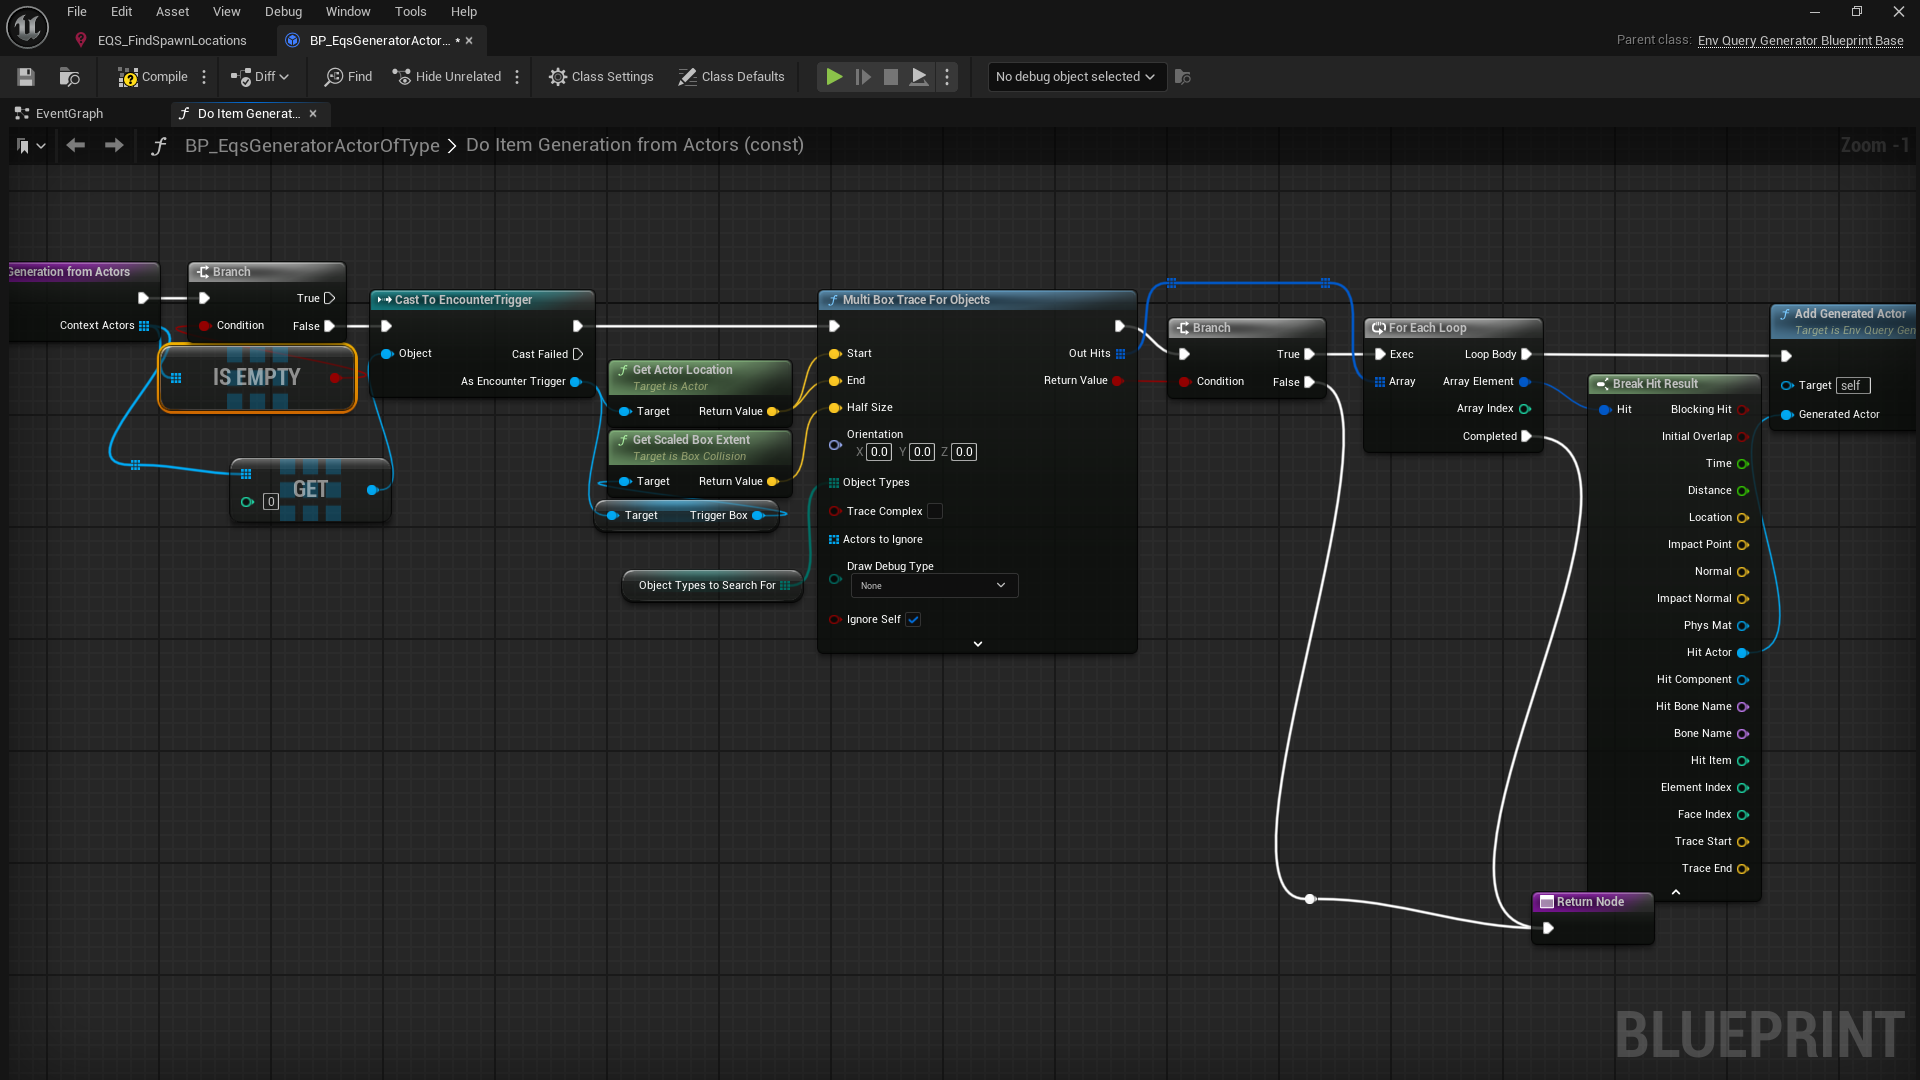 File Edit Asset View Debug Window Tools Help
EQS_FindSpawnLocations
BP_EqsGeneratorActor... *
Parent class: Env Query Generator Blueprint Base
Compile Diff Find Hide Unrelated Class Settings Class Defaults No debug object selected
EventGraph
Do Item Generat...
BP_EqsGeneratorActorOfType > Do Item Generation from Actors (const)
Zoom -1
Generation from Actors
Context Actors
Branch
True
Condition False
IS EMPTY
GET
0
Cast To EncounterTrigger
Object
Cast Failed
As Encounter Trigger
Get Actor Location
Target is Actor
Target Return Value
Get Scaled Box Extent
Target is Box Collision
Target Return Value
Target Trigger Box
Object Types to Search For
Multi Box Trace For Objects
Start Out Hits
End Return Value
Half Size
Orientation
X 0.0 Y 0.0 Z 0.0
Object Types
Trace Complex
Actors to Ignore
Draw Debug Type
None
Ignore Self
Branch
True
Condition False
For Each Loop
Exec Loop Body
Array Array Element
Array Index
Completed
Break Hit Result
Hit Blocking Hit
Initial Overlap
Time
Distance
Location
Impact Point
Normal
Impact Normal
Phys Mat
Hit Actor
Hit Component
Hit Bone Name
Bone Name
Hit Item
Element Index
Face Index
Trace Start
Trace End
Add Generated Actor
Target is Env Query Gen
Target self
Generated Actor
Return Node
BLUEPRINT